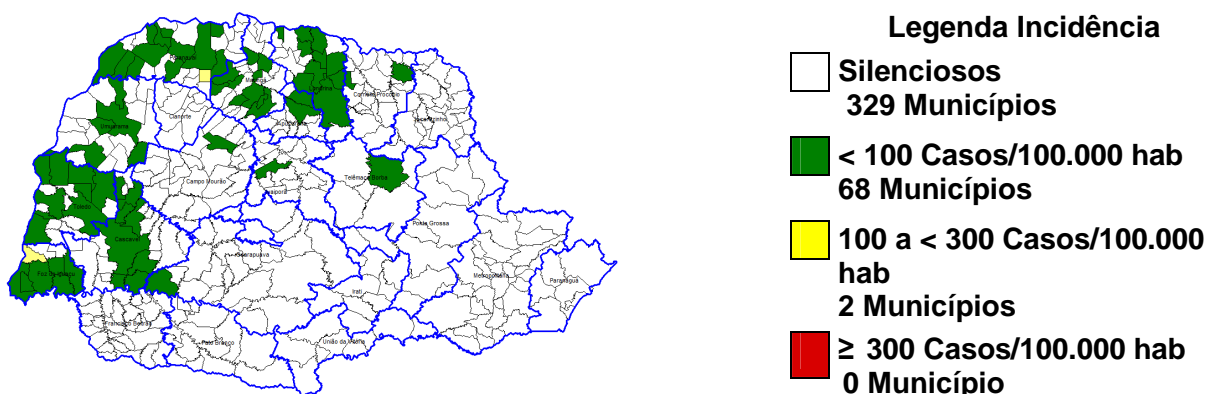 Legenda Incidência
Silenciosos
329 Municípios
< 100 Casos/100.000 hab
68 Municípios
100 a < 300 Casos/100.000
hab
2 Municípios
≥ 300 Casos/100.000 hab
0 Município
Paranavaí
Maringá
Londrina
Cornélio Procópio
Jacarezinho
Cianorte
Umuarama
Apucarana
Campo Mourão
Ivaiporã
Telêmaco Borba
Toledo
Cascavel
Ponta Grossa
Foz do Iguaçu
Guarapuava
Irati
Metropolitana
Paranaguá
Francisco Beltrão
Pato Branco
União da Vitória